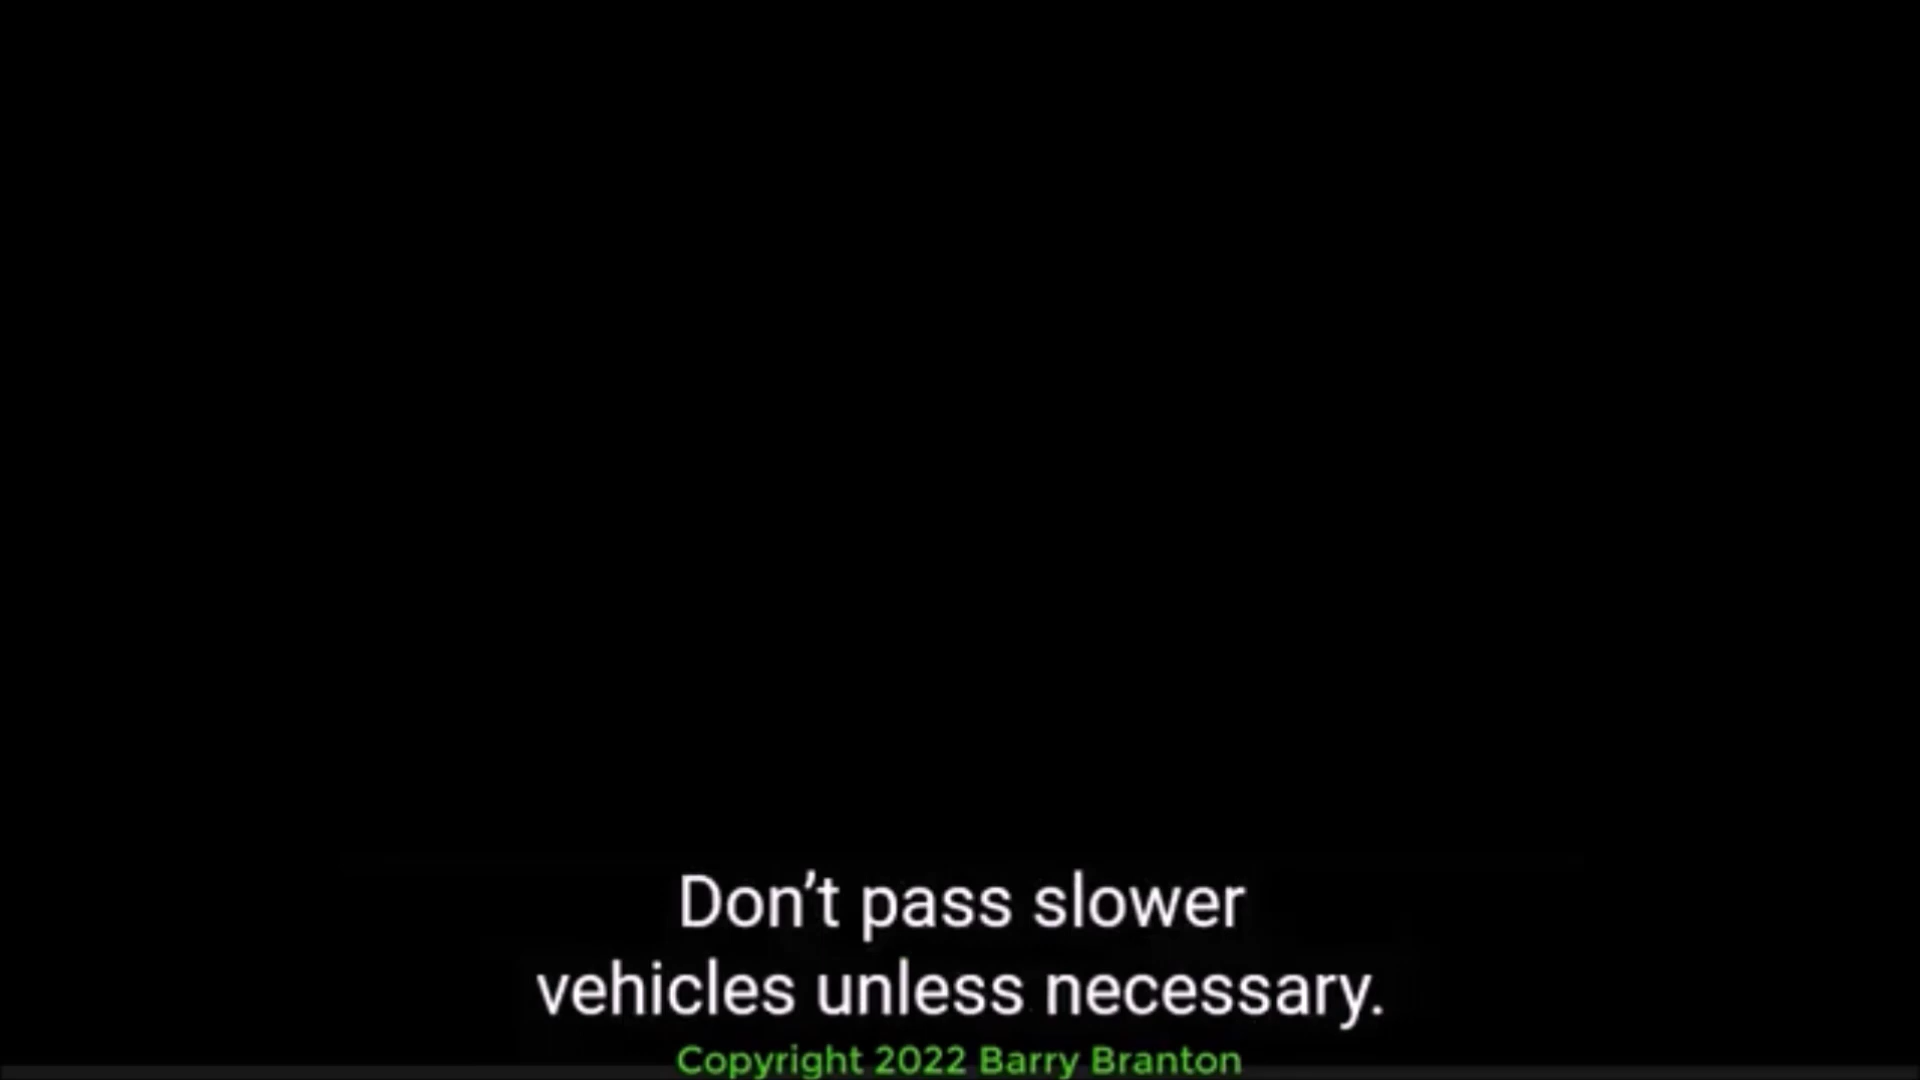 Don’t pass slower
vehicles unless necessary.
Copyright 2022 Barry Branton